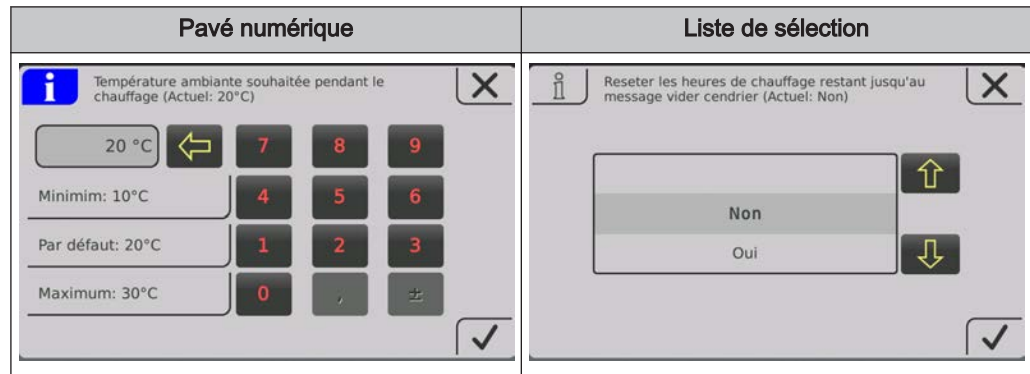 Pavé numérique
Liste de sélection
i
Température ambiante souhaitée pendant le
chauffage (Actuel: 20°C)
20 °C
7 8 9
Minimim: 10°C
4 5 6
Par défaut: 20°C
1 2 3
Maximum: 30°C
0 , ±
i
Reseter les heures de chauffage restant jusqu'au
message vider cendrier (Actuel: Non)
Non
Oui